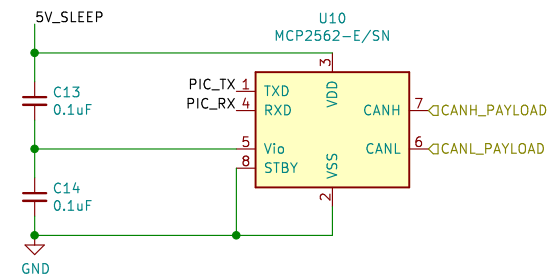 5V_SLEEP
U10
MCP2562-E/SN
3
VDD
PIC_TX 1 TXD
PIC_RX 4 RXD
CANH 7 CANH_PAYLOAD
C13
0.1uF
5 Vio
CANL 6 CANL_PAYLOAD
8 STBY
VSS
2
C14
0.1uF
GND